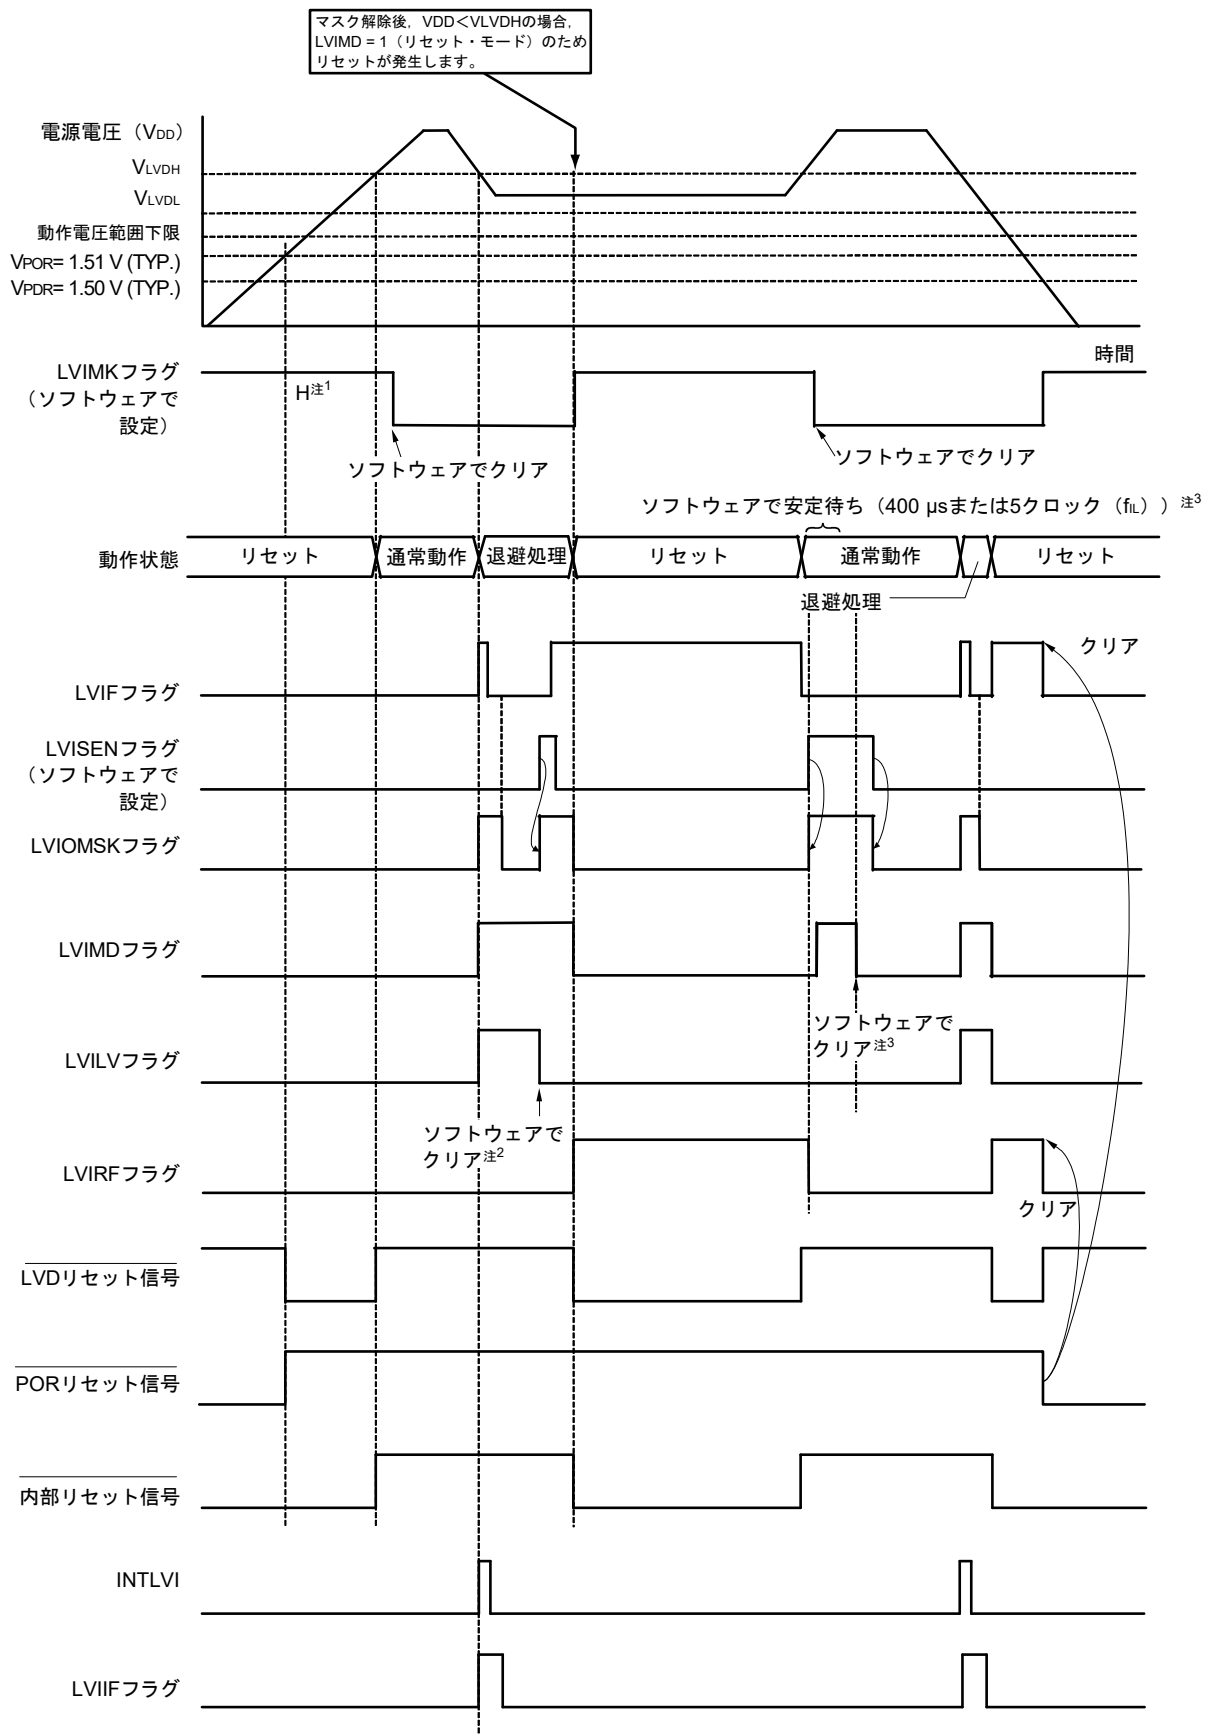 マスク解除後，VDD＜VLVDHの場合，
LVIMD = 1（リセット・モード）のため
リセットが発生します。
電源電圧（VDD）
VLVDH
VLVDL
動作電圧範囲下限
VPOR= 1.51 V (TYP.)
VPDR= 1.50 V (TYP.)
時間
LVIMKフラグ
（ソフトウェアで
設定）
H注1
ソフトウェアでクリア
ソフトウェアでクリア
ソフトウェアで安定待ち（400 μsまたは5クロック（fIL））注3
動作状態
リセット
通常動作
退避処理
リセット
通常動作
リセット
退避処理
クリア
LVIFフラグ
LVISENフラグ
（ソフトウェアで
設定）
LVIOMSKフラグ
LVIMDフラグ
ソフトウェアで
クリア注3
LVILVフラグ
ソフトウェアで
クリア注2
LVIRFフラグ
クリア
LVDリセット信号
PORリセット信号
内部リセット信号
INTLVI
LVIIFフラグ